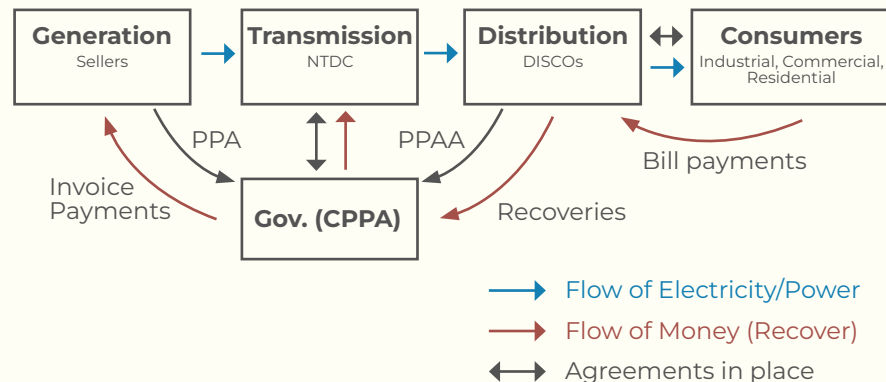 Generation
Sellers
Transmission
NTDC
Distribution
DISCOs
Consumers
Industrial, Commercial,
Residential
PPA
PPAA
Bill payments
Invoice
Payments
Gov. (CPPA)
Recoveries
Flow of Electricity/Power
Flow of Money (Recover)
Agreements in place